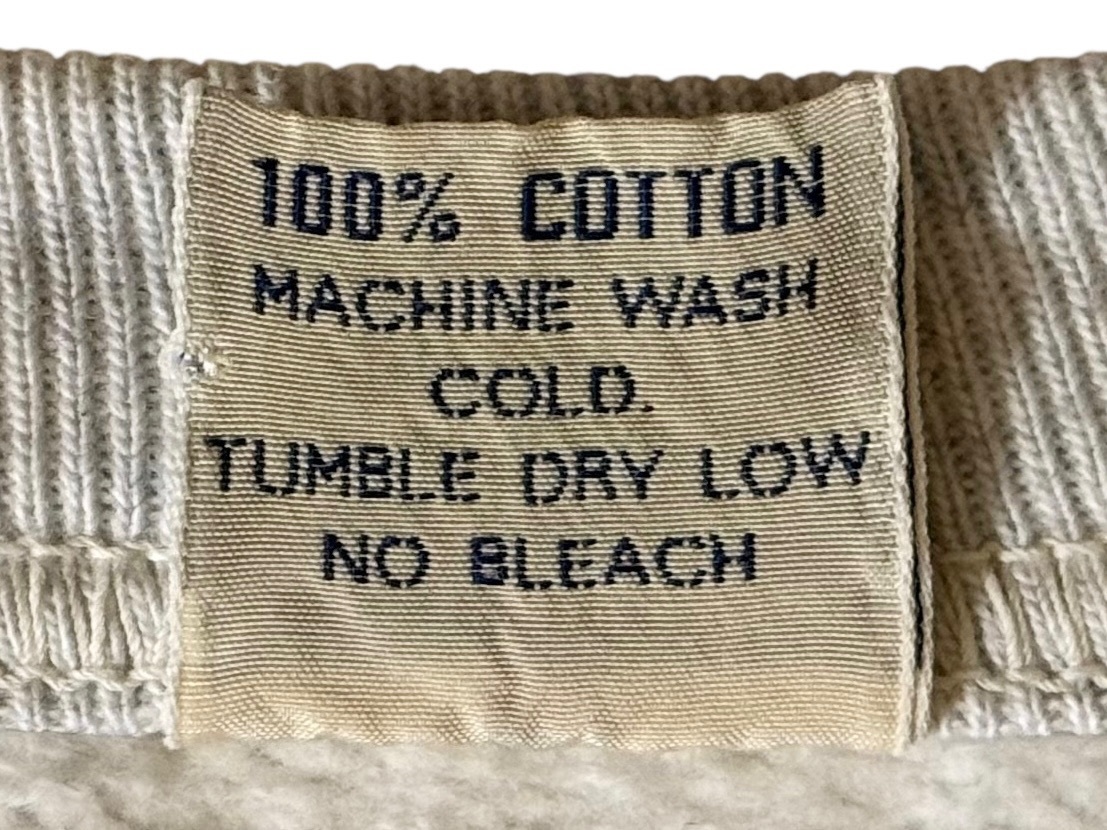 100% COTTON
MACHINE WASH
COLD.
TUMBLE DRY LOW
NO BLEACH